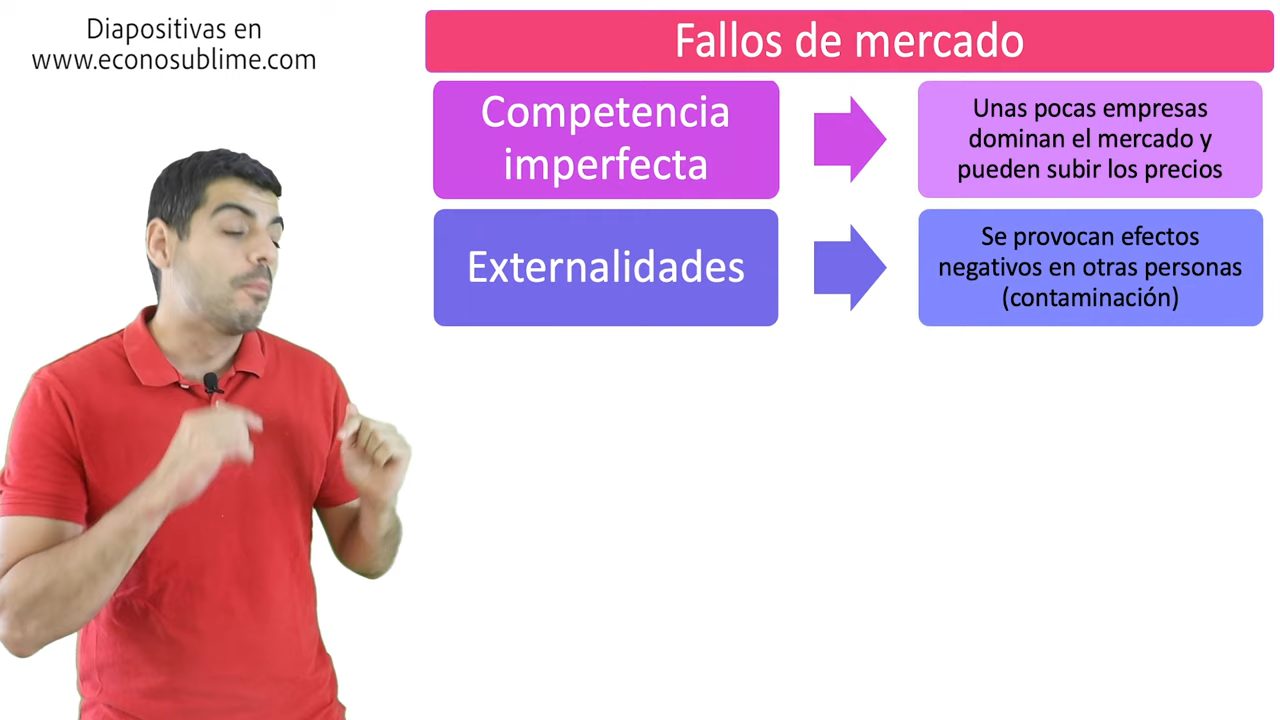 Diapositivas en
www.econosublime.com
Fallos de mercado
Competencia
imperfecta
Unas pocas empresas
dominan el mercado y
pueden subir los precios
Externalidades
Se provocan efectos
negativos en otras personas
(contaminación)